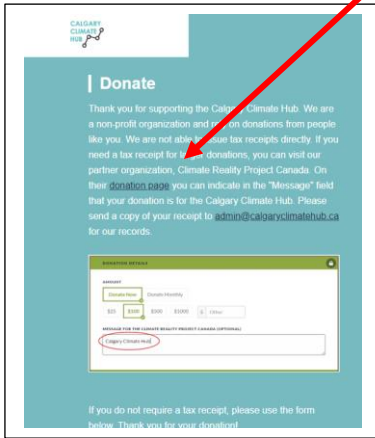 CALGARY
CLIMATE
HUB
Donate
Thank you for supporting the Calgary Climate Hub. We are
a non-profit organization and rely on donations from people
like you. We are not able to issue tax receipts directly. If you
need a tax receipt for larger donations, you can visit our
partner organization, Climate Reality Project Canada. On
their donation page you can indicate in the "Message" field
that your donation is for the Calgary Climate Hub. Please
send a copy of your receipt to admin@calgaryclimatehub.ca
for our records.
DONATION DETAILS
AMOUNT
Donate Now Donate Monthly
$25 $100 $500 $1000 $ Other
MESSAGE FOR THE CLIMATE REALITY PROJECT CANADA (OPTIONAL)
Calgary Climate Hub
If you do not require a tax receipt, please use the form
below. Thank you for your donation!